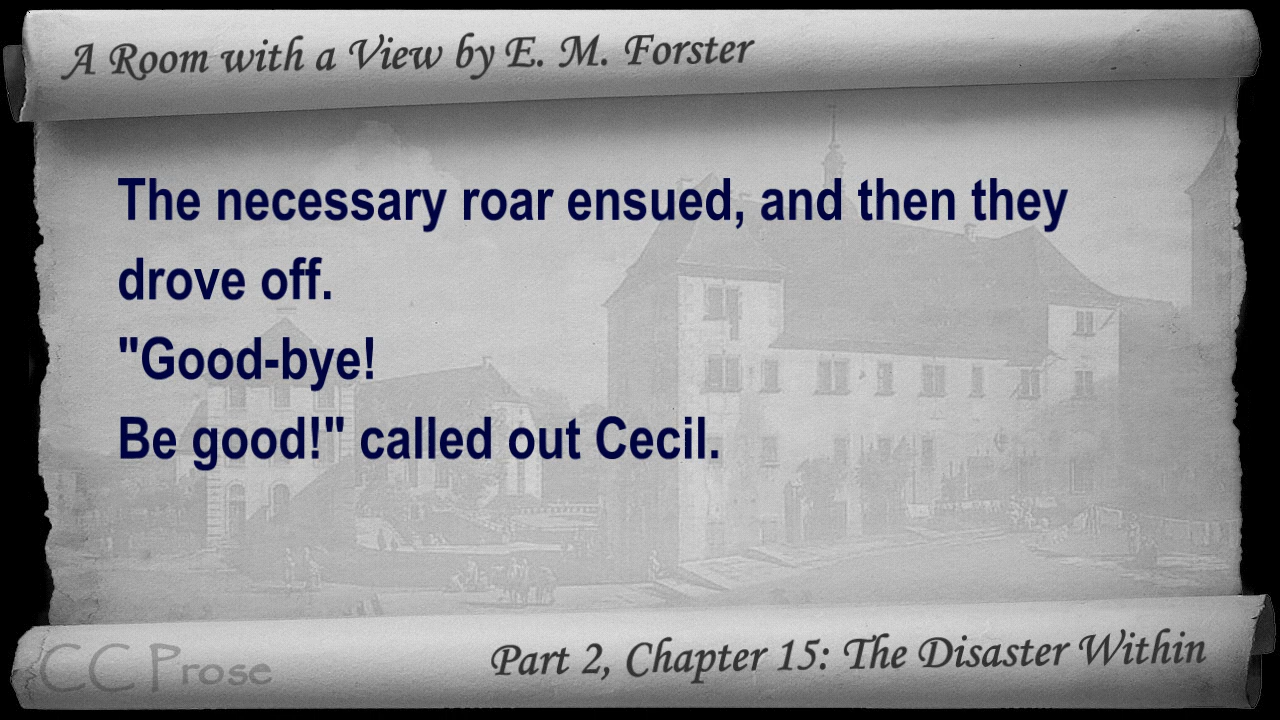 A Room with a View by E. M. Forster
The necessary roar ensued, and then they
drove off.
"Good-bye!
Be good!" called out Cecil.
CC Prose
Part 2, Chapter 15: The Disaster Within